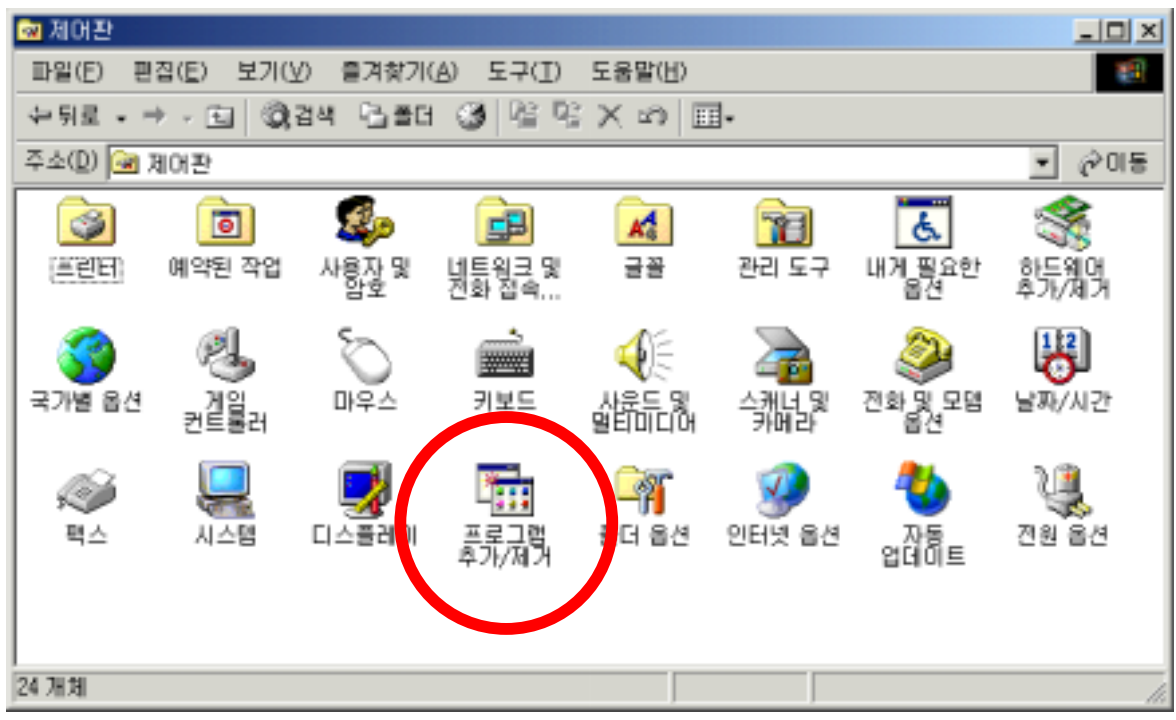 제어판
파일(F) 편집(E) 보기(V) 즐겨찾기(A) 도구(T) 도움말(H)
뒤로 검색 폴더
주소(D) 제어판 이동
프린터 예약된 작업 사용자 및 네트워크 및 글꼴 관리 도구 내게 필요한 하드웨어
암호 전화 접속... 옵션 추가/제거
국가별 옵션 게임 마우스 키보드 사운드 및 스캐너 및 전화 및 모뎀 날짜/시간
컨트롤러 멀티미디어 카메라 옵션
팩스 시스템 디스플레이 프로그램 폴더 옵션 인터넷 옵션 자동 전원 옵션
추가/제거 업데이트
24 개체